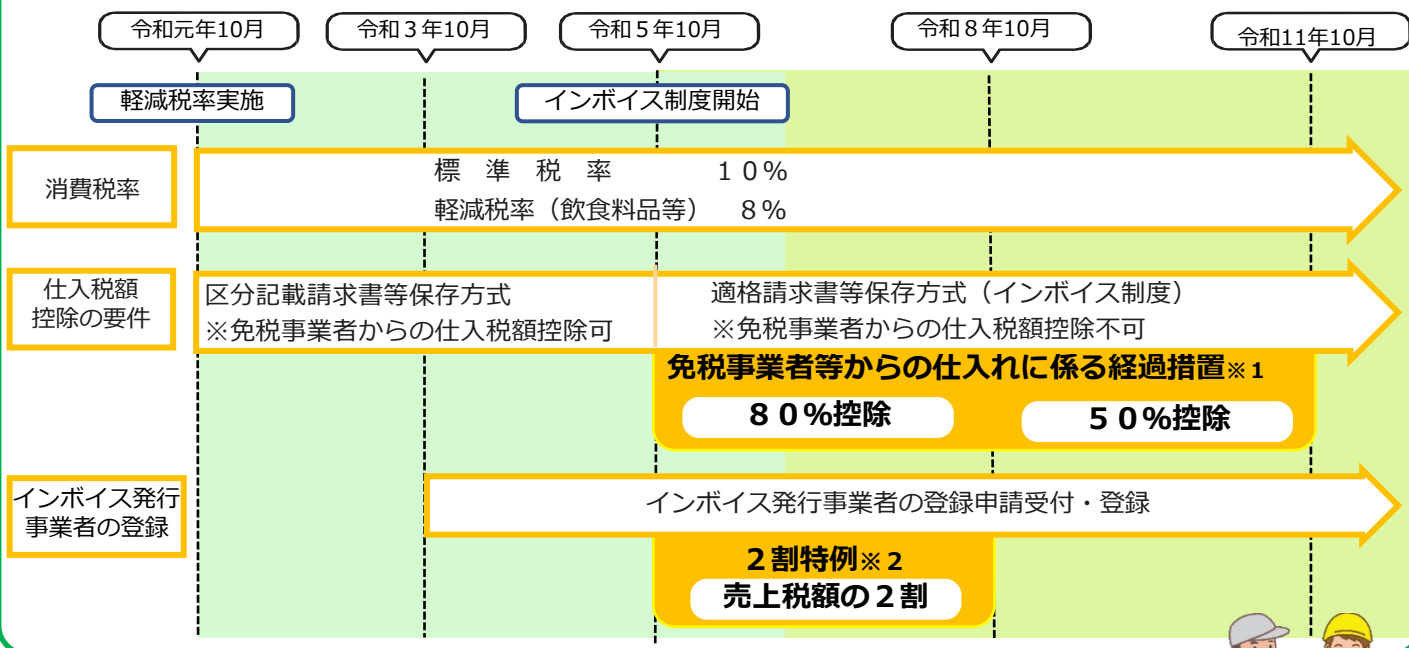 令和元年10月
令和３年10月
令和５年10月
令和８年10月
令和11年10月
軽減税率実施
インボイス制度開始
消費税率
標　準　税　率　　　　１０％
軽減税率（飲食料品等）　８％
仕入税額
控除の要件
区分記載請求書等保存方式
※免税事業者からの仕入税額控除可
適格請求書等保存方式（インボイス制度）
※免税事業者からの仕入税額控除不可
免税事業者等からの仕入れに係る経過措置※１
８０％控除
５０％控除
インボイス発行
事業者の登録
インボイス発行事業者の登録申請受付・登録
２割特例※２
売上税額の２割